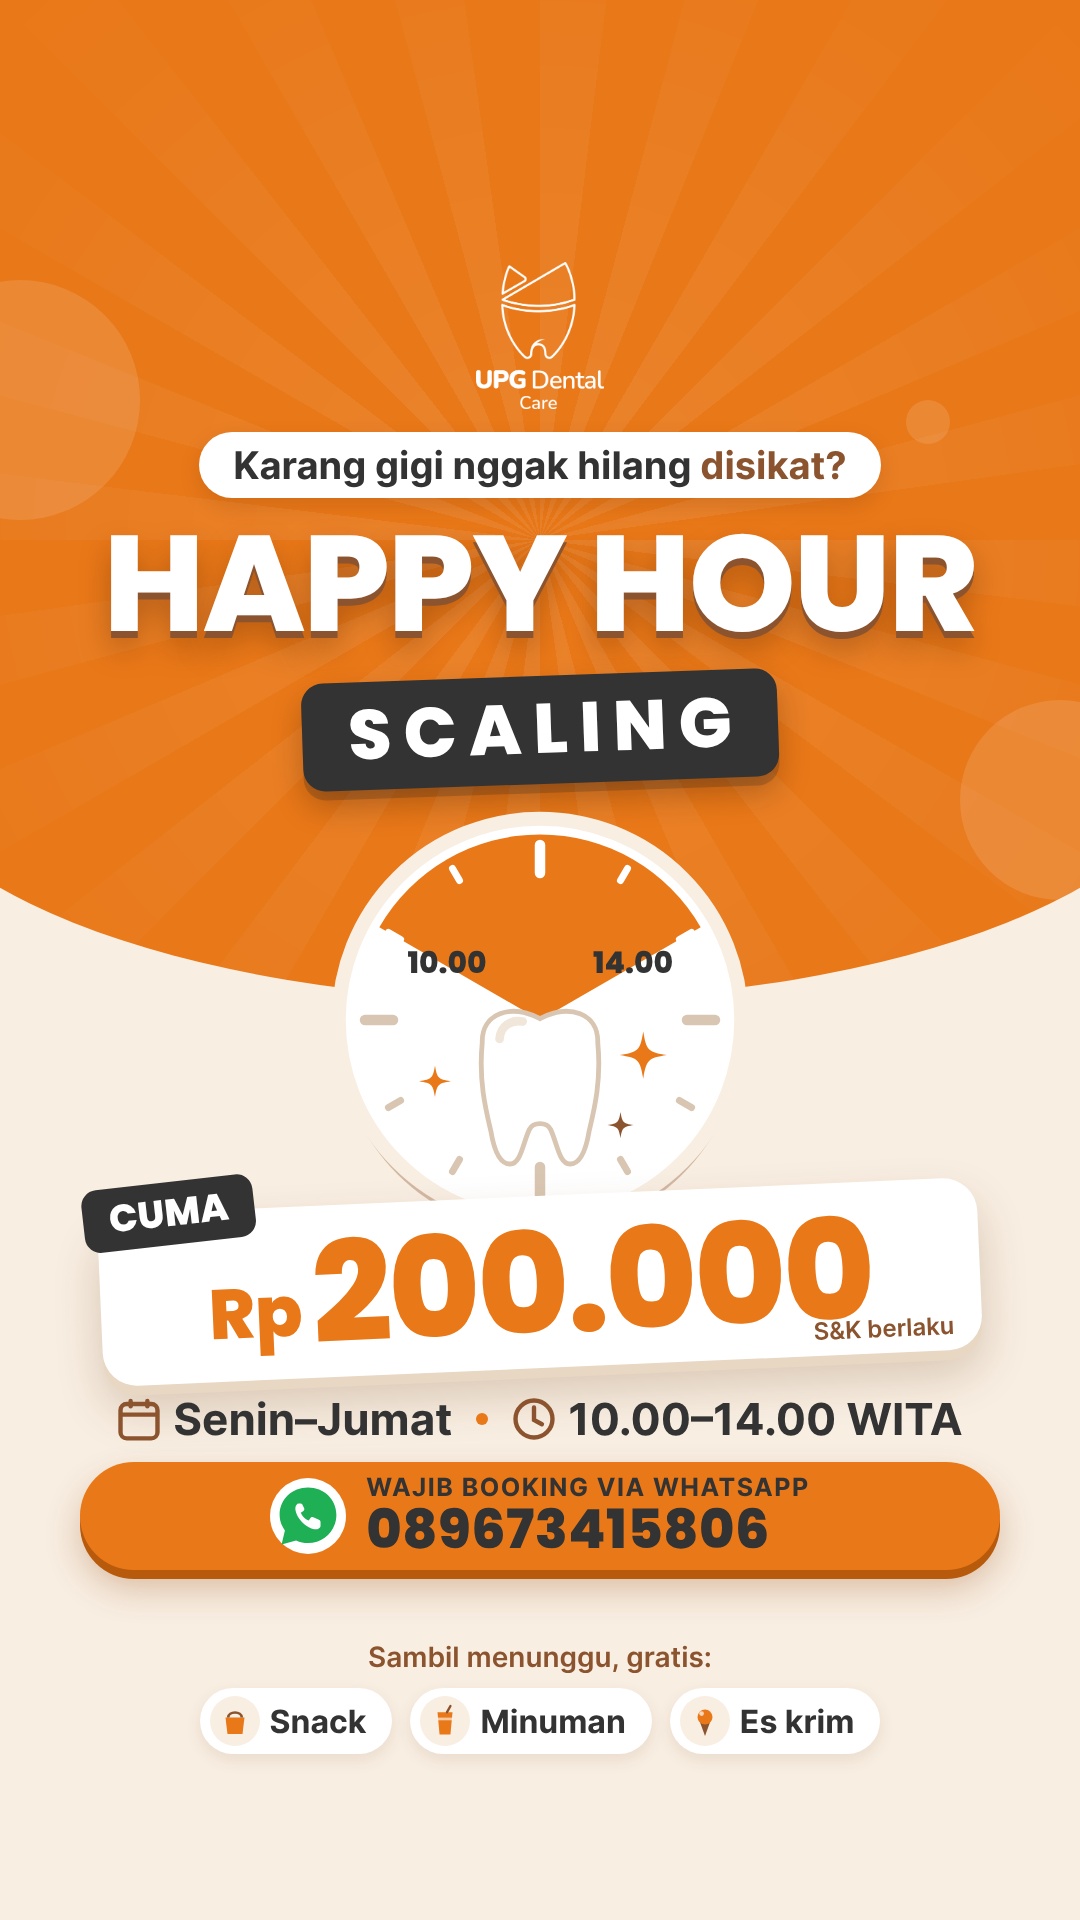 UPG Dental
Care
Karang gigi nggak hilang disikat?
HAPPY HOUR
SCALING
10.00
14.00
CUMA
Rp 200.000
S&K berlaku
Senin–Jumat • 10.00–14.00 WITA
WAJIB BOOKING VIA WHATSAPP
089673415806
Sambil menunggu, gratis:
Snack
Minuman
Es krim